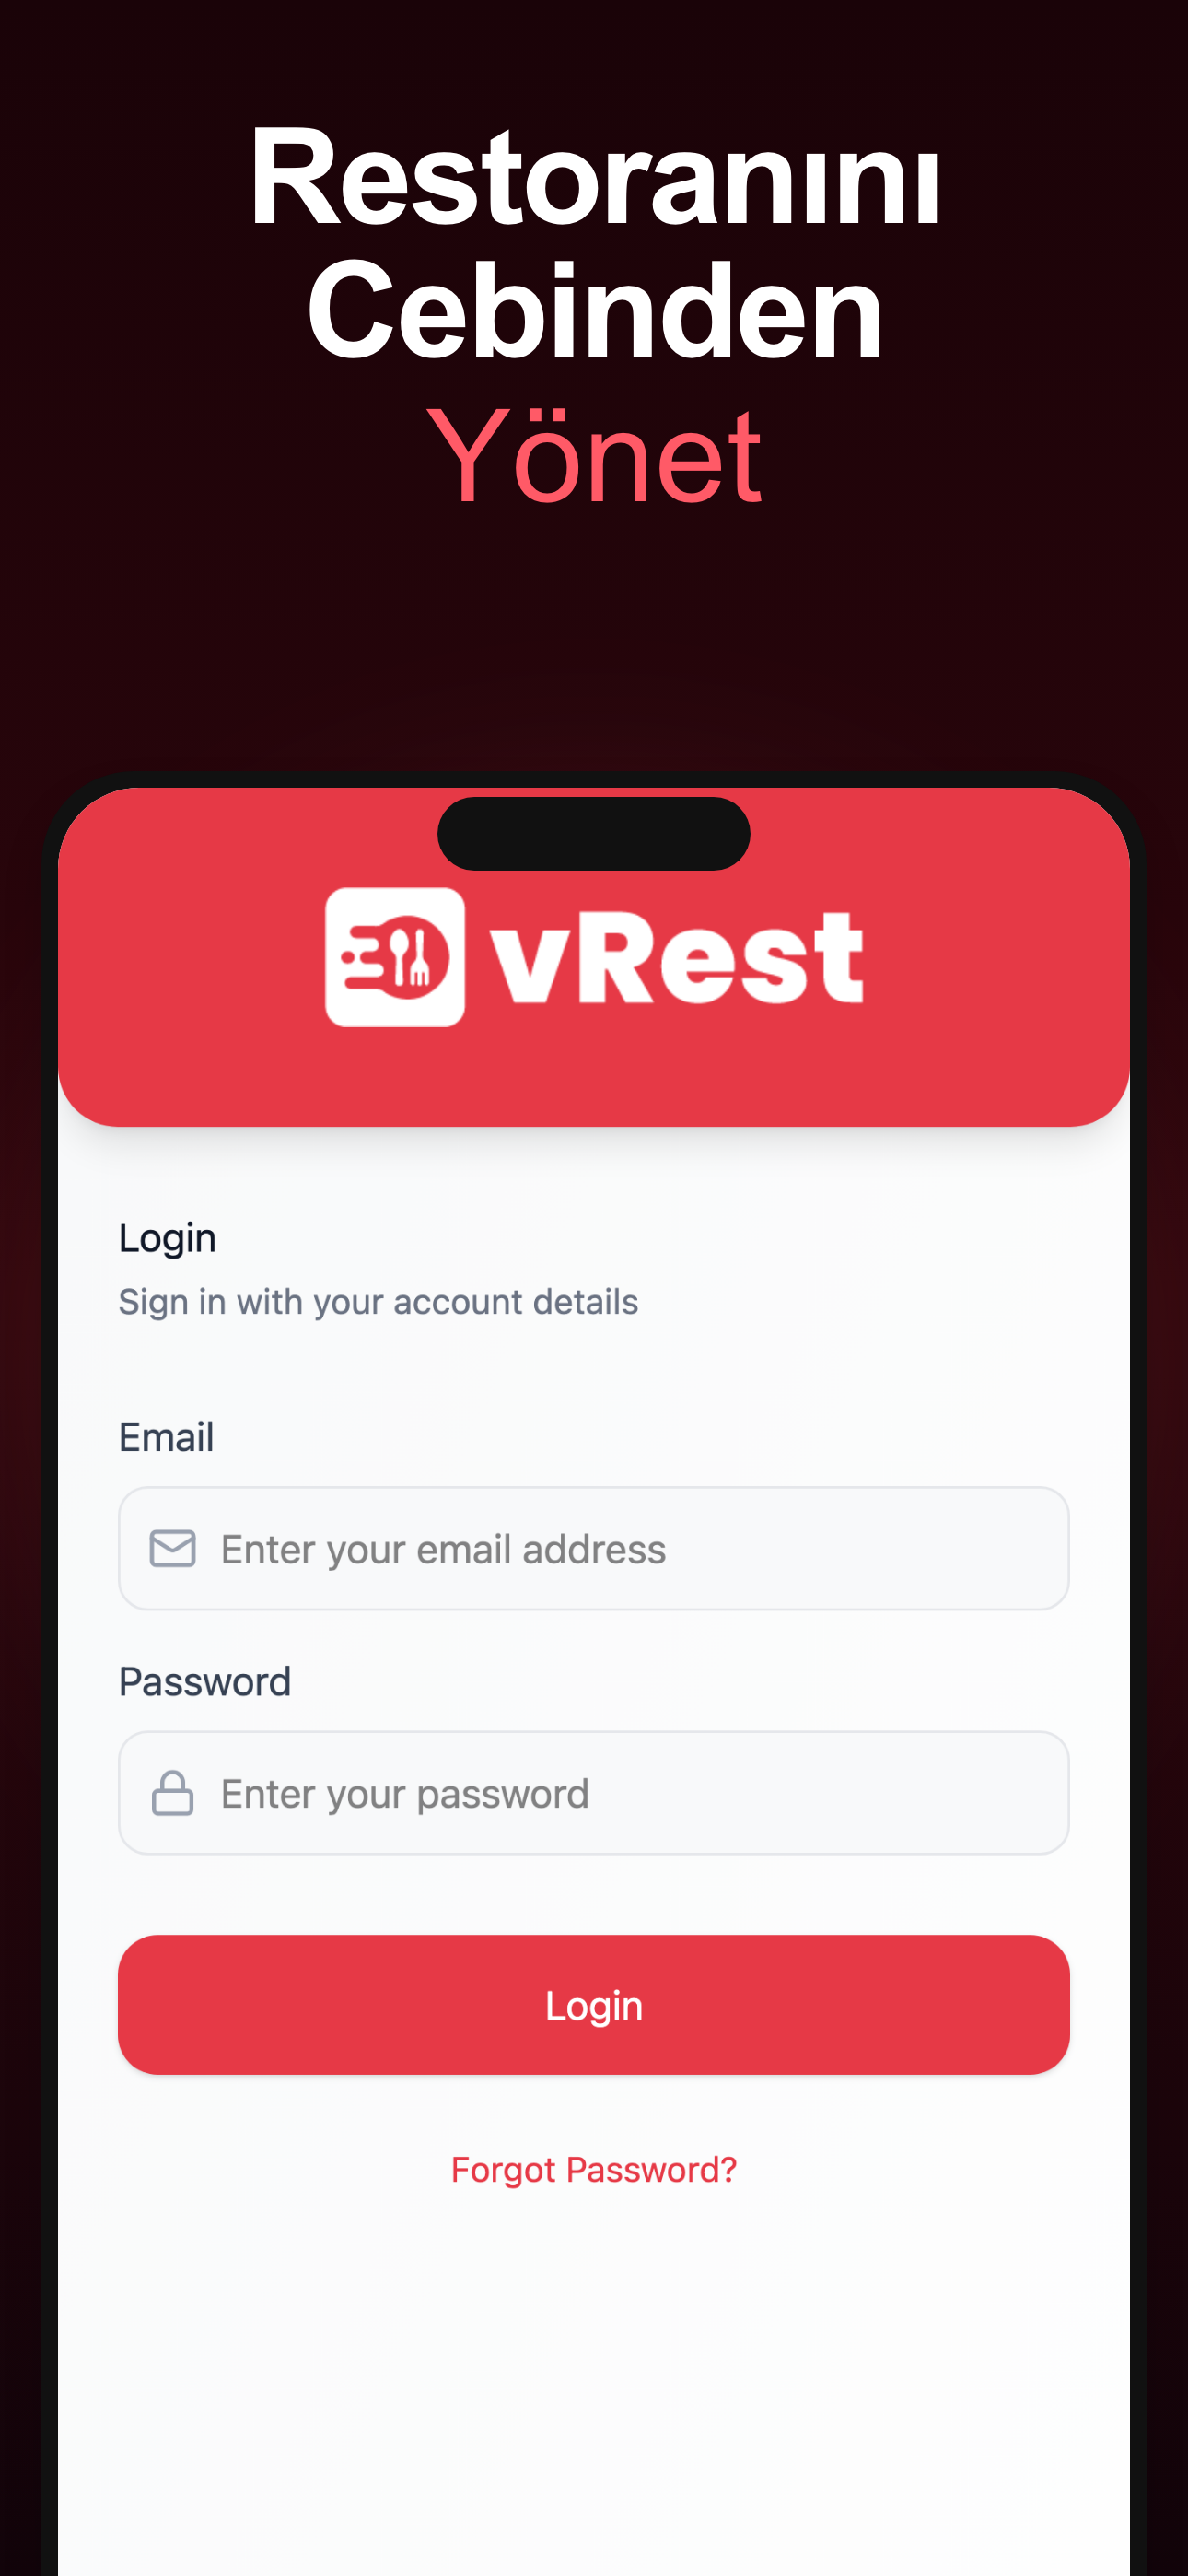 Restoranını
Cebinden
Yönet
vRest
Login
Sign in with your account details
Email
Enter your email address
Password
Enter your password
Login
Forgot Password?